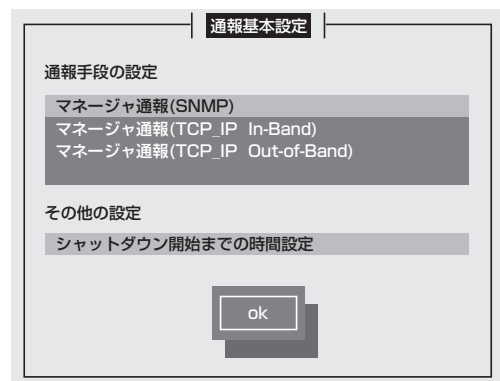 通報基本設定
通報手段の設定
マネージャ通報(SNMP)
マネージャ通報(TCP_IP In-Band)
マネージャ通報(TCP_IP Out-of-Band)
その他の設定
シャットダウン開始までの時間設定
ok